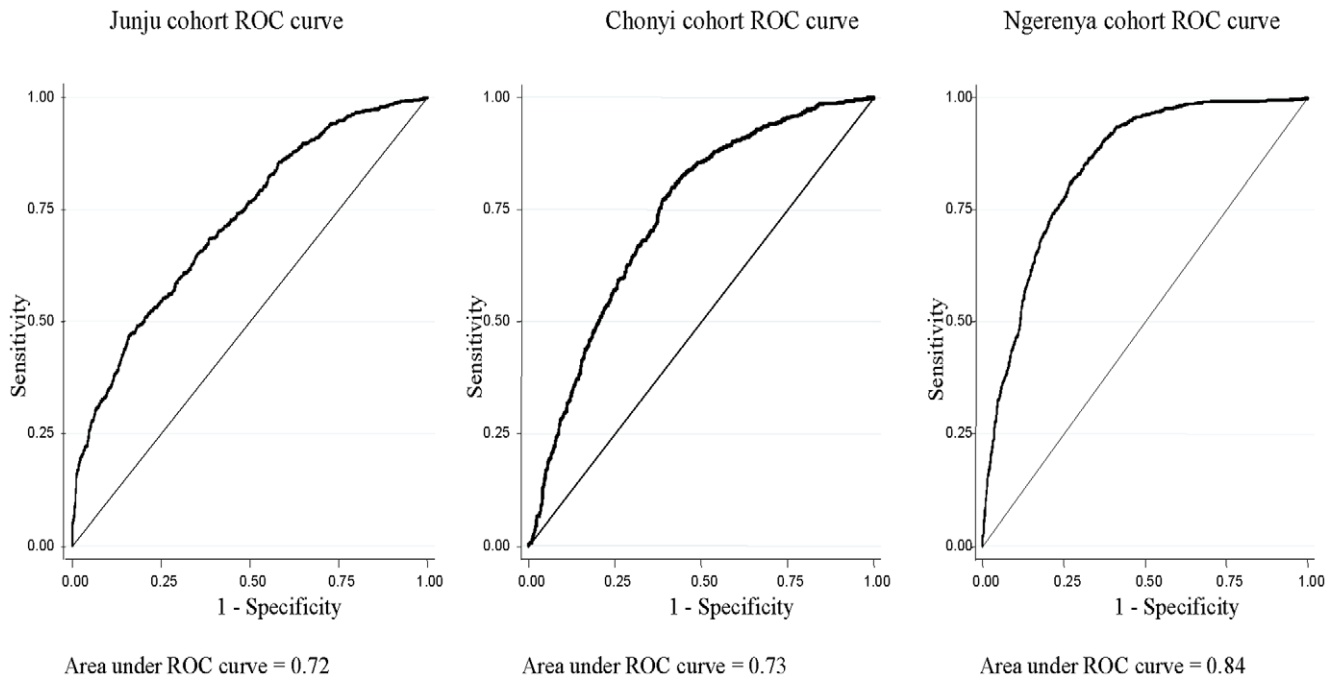 Junju cohort ROC curve
Chonyi cohort ROC curve
Ngerenya cohort ROC curve
1.00
0.75
0.50
0.25
0.00
Sensitivity
0.00 0.25 0.50 0.75 1.00
1 - Specificity
Area under ROC curve = 0.72
1.00
0.75
0.50
0.25
0.00
Sensitivity
0.00 0.25 0.50 0.75 1.00
1 - Specificity
Area under ROC curve = 0.73
1.00
0.75
0.50
0.25
0.00
Sensitivity
0.00 0.25 0.50 0.75 1.00
1 - Specificity
Area under ROC curve = 0.84